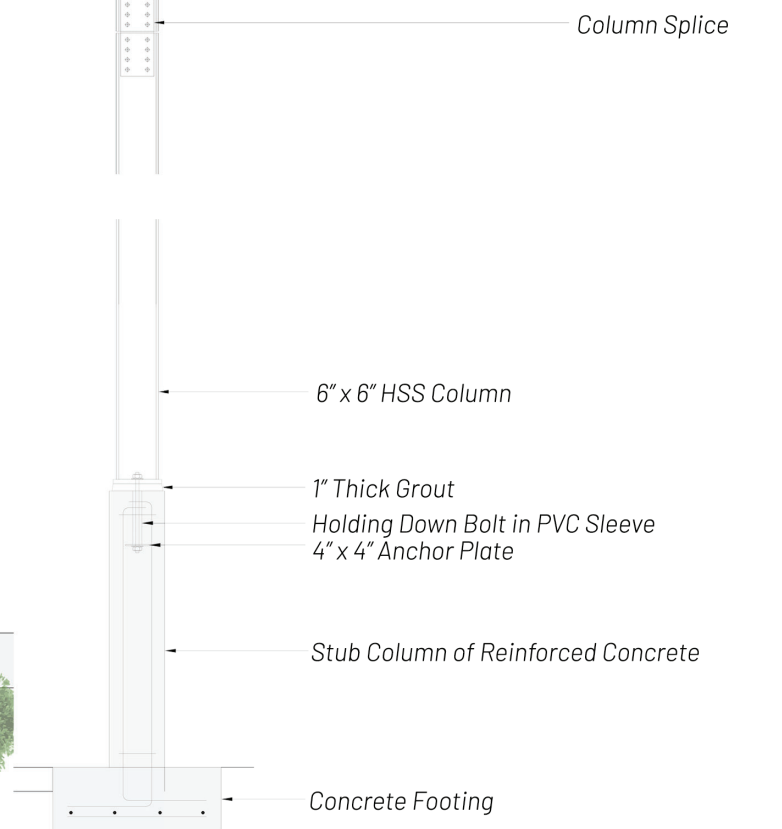 Column Splice
6" x 6" HSS Column
1" Thick Grout
Holding Down Bolt in PVC Sleeve
4" x 4" Anchor Plate
Stub Column of Reinforced Concrete
Concrete Footing